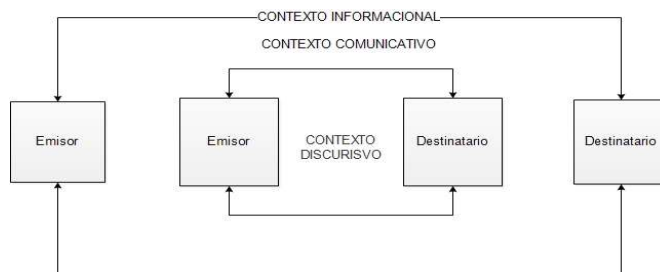 CONTEXTO INFORMACIONAL
CONTEXTO COMUNICATIVO
Emisor
Emisor
CONTEXTO
DISCURISVO
Destinatario
Destinatario